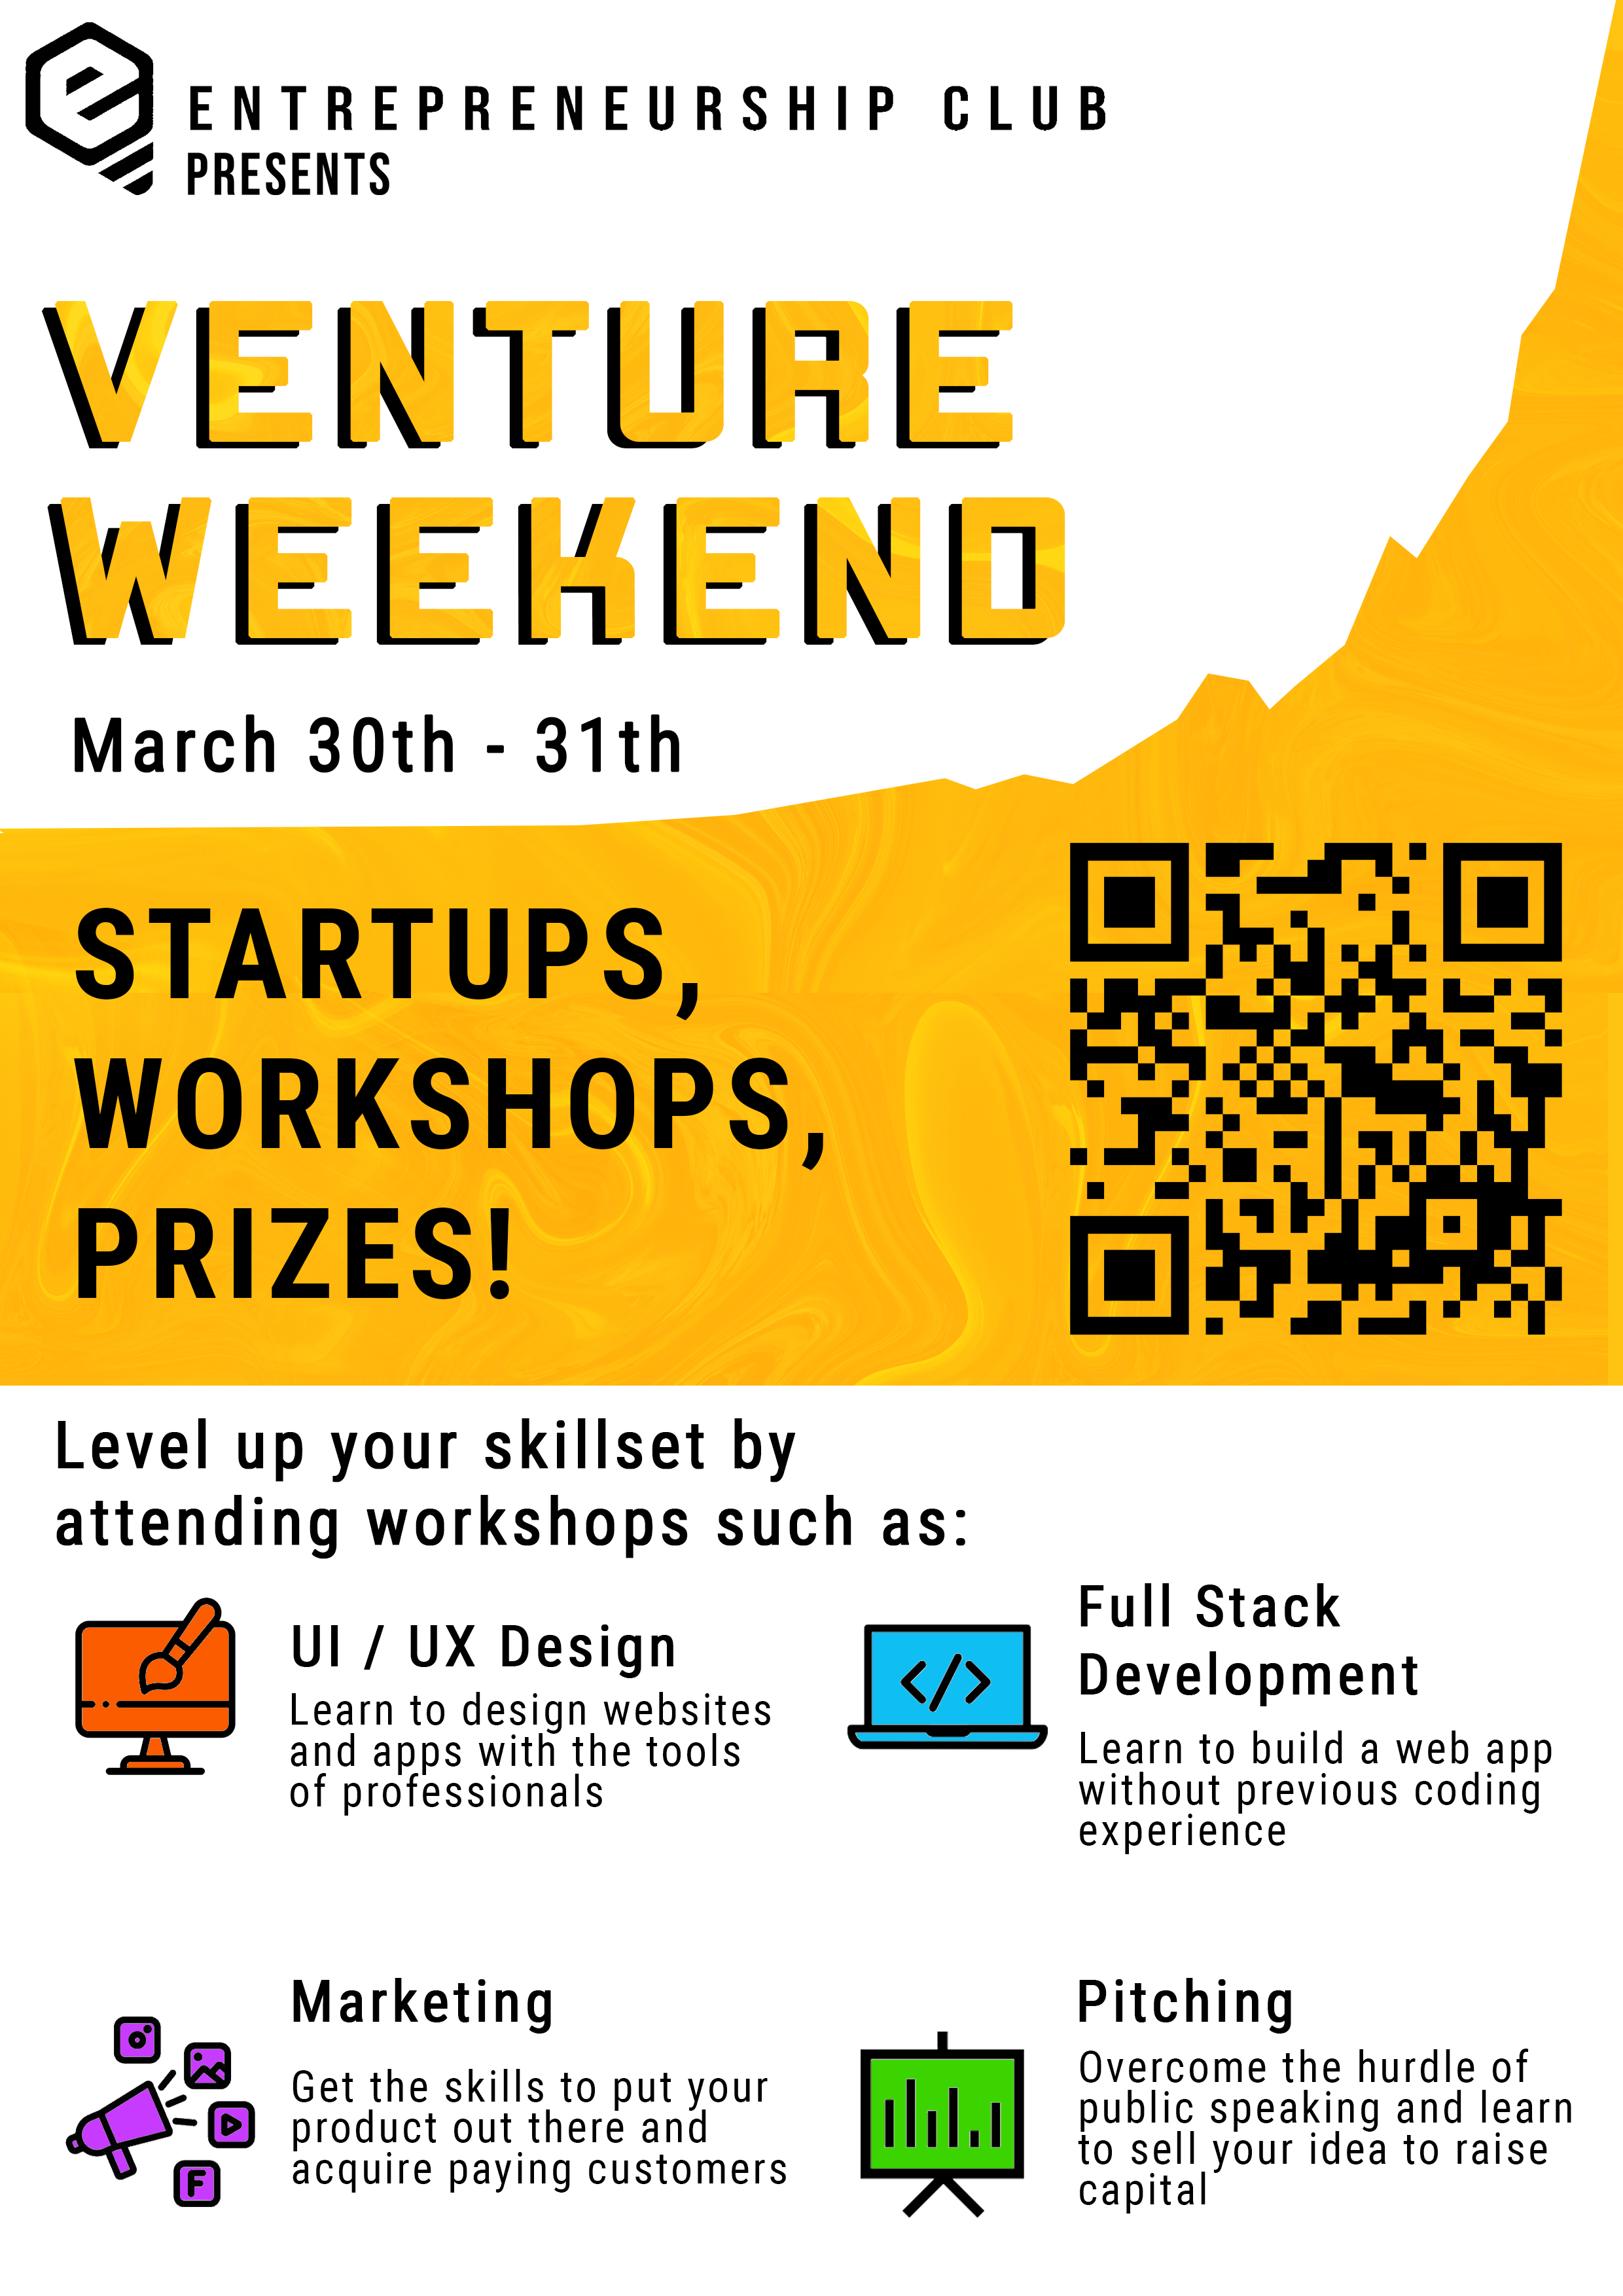 ENTREPRENEURSHIP CLUB
PRESENTS
VENTURE
WEEKEND
March 30th - 31th
STARTUPS,
WORKSHOPS,
PRIZES!
Level up your skillset by
attending workshops such as:
UI / UX Design
Learn to design websites
and apps with the tools
of professionals
Full Stack
Development
Learn to build a web app
without previous coding
experience
Marketing
Get the skills to put your
product out there and
acquire paying customers
Pitching
Overcome the hurdle of
public speaking and learn
to sell your idea to raise
capital